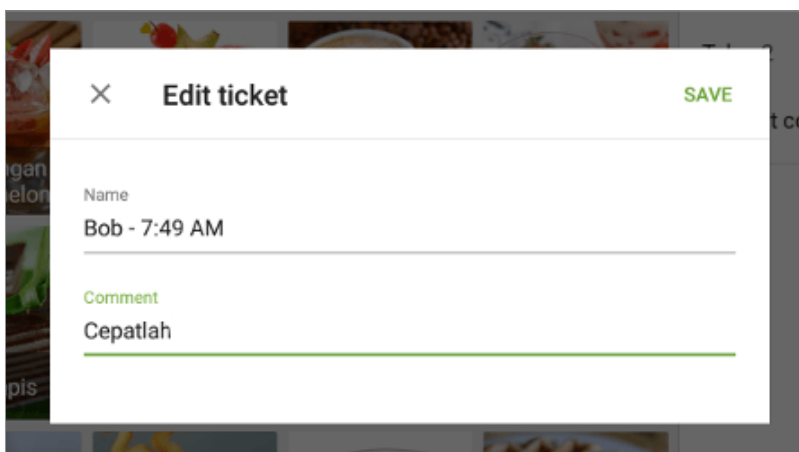 Edit ticket
SAVE
Name
Bob - 7:49 AM
Comment
Cepatlah